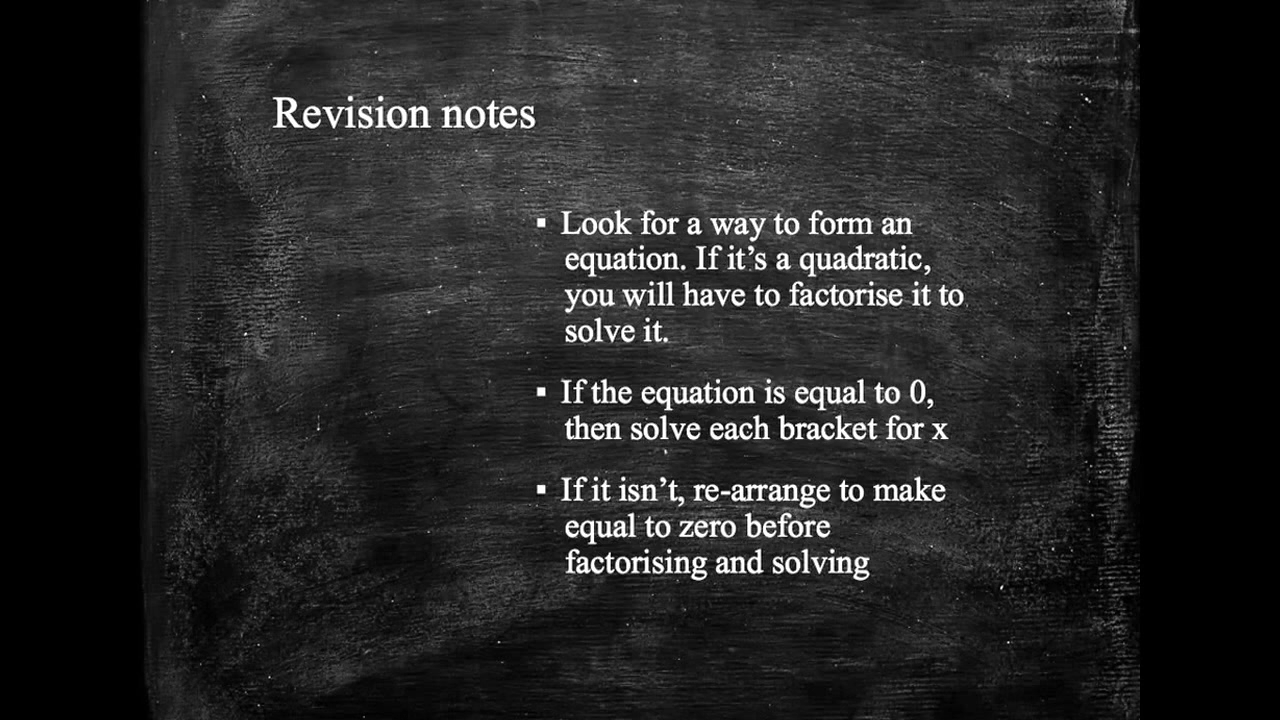 Revision notes
▪ Look for a way to form an
equation. If it’s a quadratic,
you will have to factorise it to
solve it.
▪ If the equation is equal to 0,
then solve each bracket for x
▪ If it isn’t, re-arrange to make
equal to zero before
factorising and solving